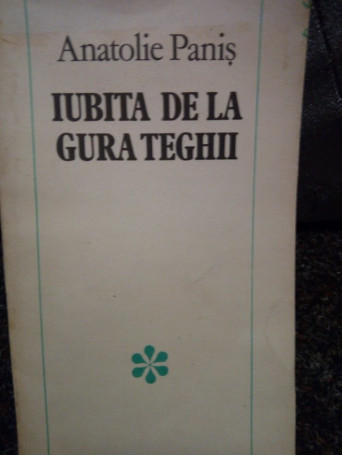 Anatolie Paniș
IUBITA DE LA
GURA TEGHII